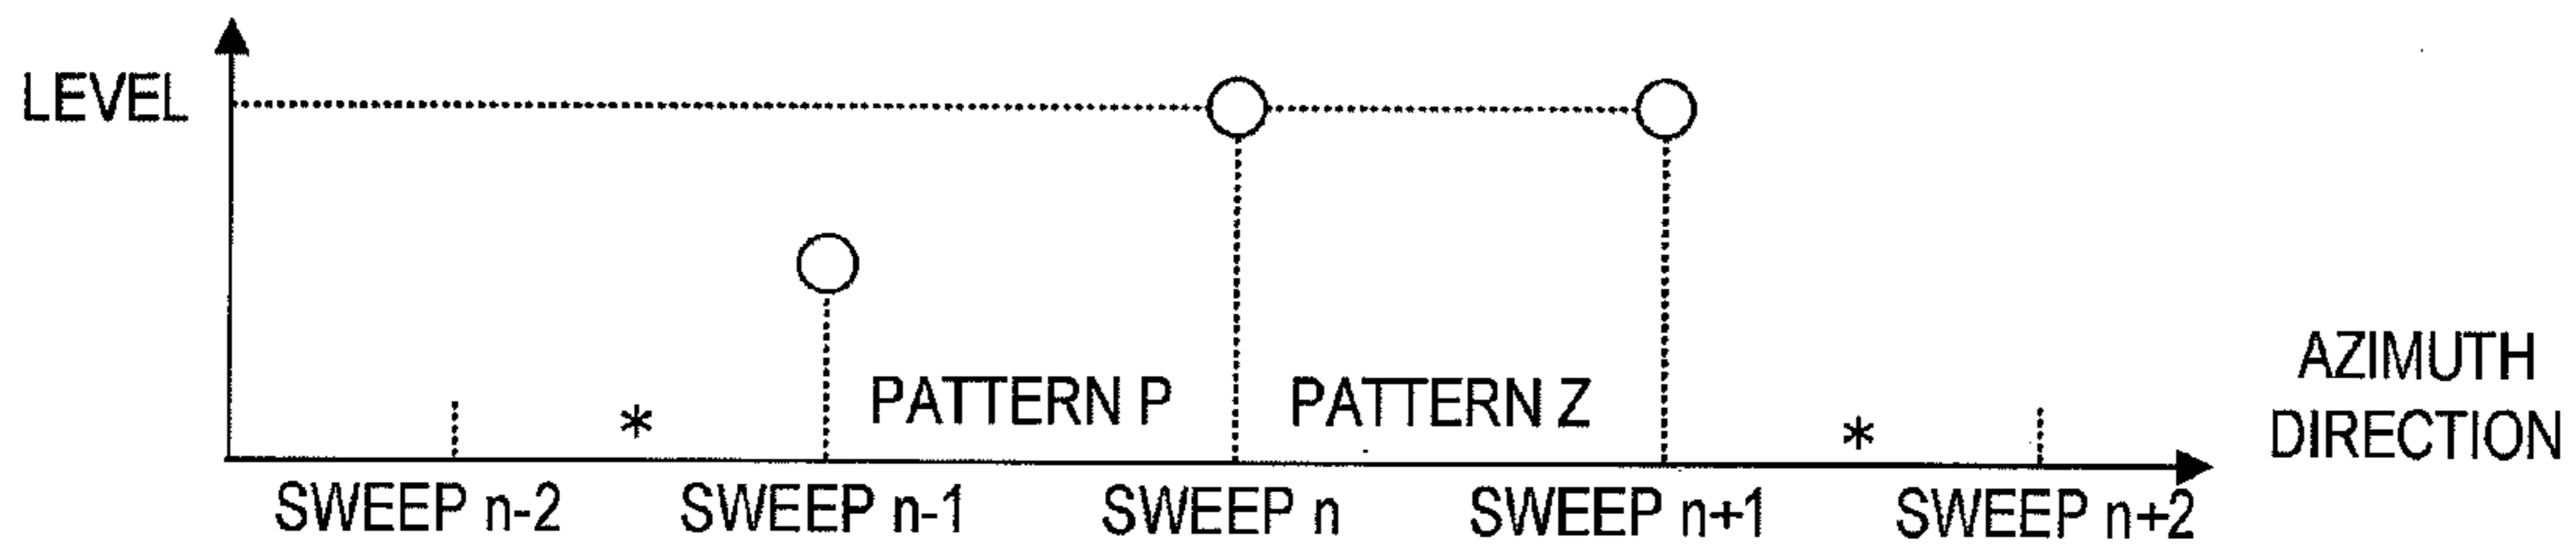 LEVEL
PATTERN P
PATTERN Z
*
*
AZIMUTH
DIRECTION
SWEEP n-2
SWEEP n-1
SWEEP n
SWEEP n+1
SWEEP n+2